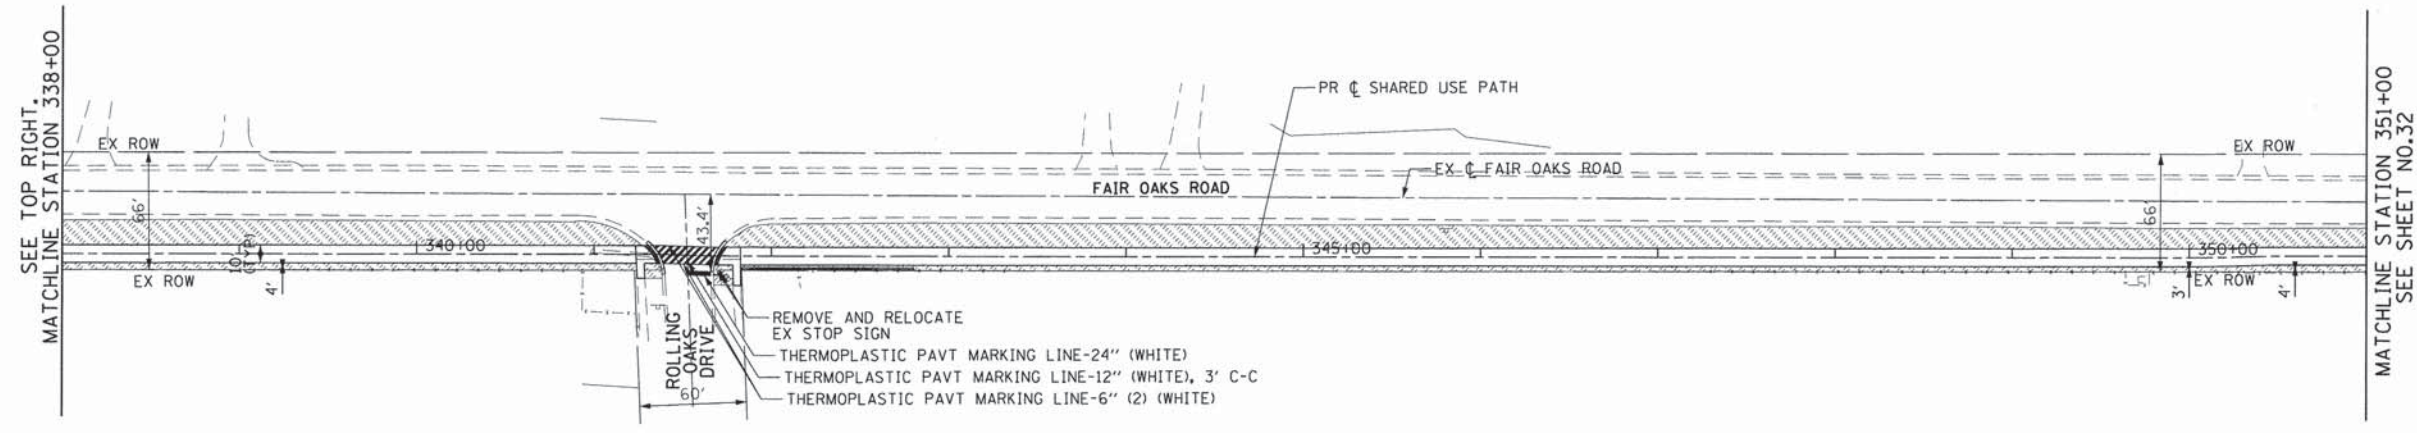 SEE TOP RIGHT.
MATCHLINE STATION 338+00
EX ROW
66'
10'
(TYP)
EX ROW
4'
340+00
43.4'
FAIR OAKS ROAD
PR ℄ SHARED USE PATH
EX ℄ FAIR OAKS ROAD
345+00
ROLLING
OAKS
DRIVE
60'
REMOVE AND RELOCATE
EX STOP SIGN
THERMOPLASTIC PAVT MARKING LINE-24" (WHITE)
THERMOPLASTIC PAVT MARKING LINE-12" (WHITE), 3' C-C
THERMOPLASTIC PAVT MARKING LINE-6" (2) (WHITE)
EX ROW
66'
350+00
3'
EX ROW
4'
MATCHLINE STATION 351+00
SEE SHEET NO.32